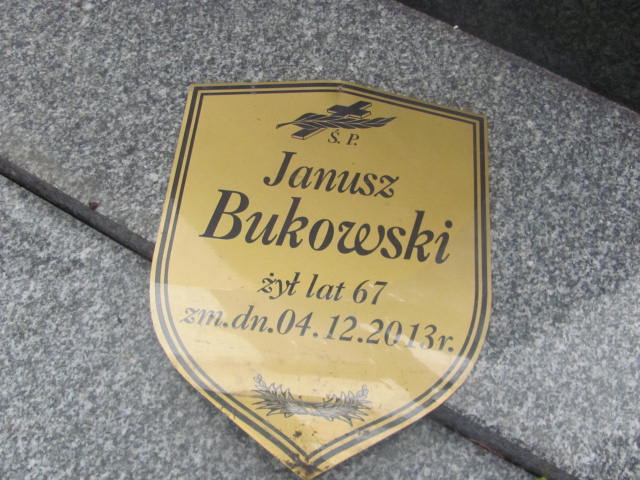 Ś. P.
Janusz
Bukowski
żył lat 67
zm.dn.04.12.2013r.